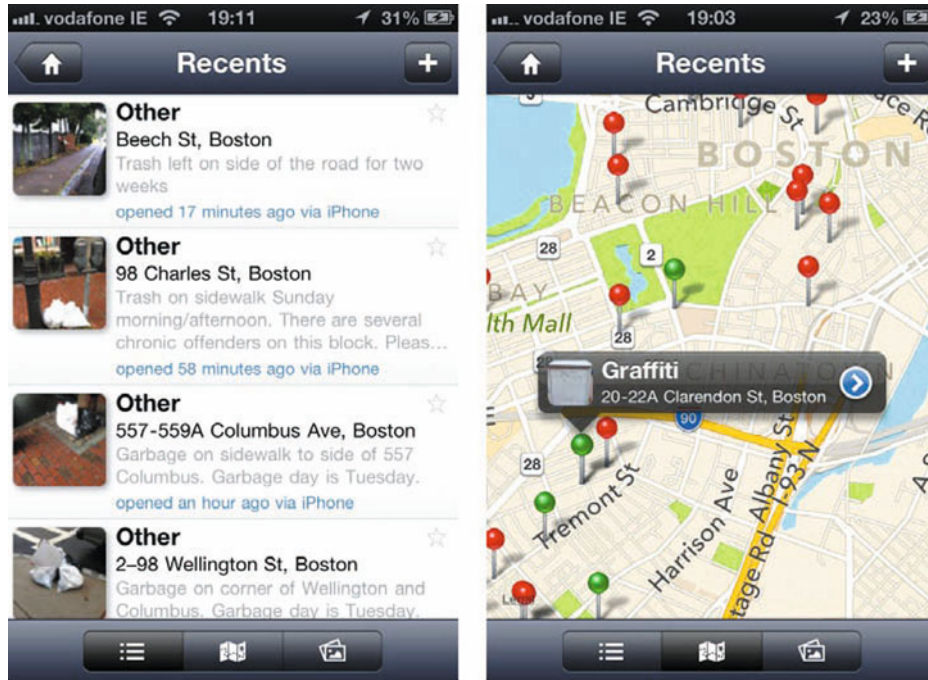 vodafone IE 19:11 31%
Recents
Other
Beech St, Boston
Trash left on side of the road for two
weeks
opened 17 minutes ago via iPhone
Other
98 Charles St, Boston
Trash on sidewalk Sunday
morning/afternoon. There are several
chronic offenders on this block. Pleas...
opened 58 minutes ago via iPhone
Other
557-559A Columbus Ave, Boston
Garbage on sidewalk to side of 557
Columbus. Garbage day is Tuesday.
opened an hour ago via iPhone
Other
2–98 Wellington St, Boston
Garbage on corner of Wellington and
Columbus. Garbage day is Tuesday.
vodafone IE 19:03 23%
Recents
3
Cambridge St
BOSTON
BEACON HILL
28
2
BAY
lth Mall
28
Graffiti
20-22A Clarendon St, Boston
CHINATOWN
90
28
Tremont St
Harrison Ave
Albany St
I-93 N
tage Rd